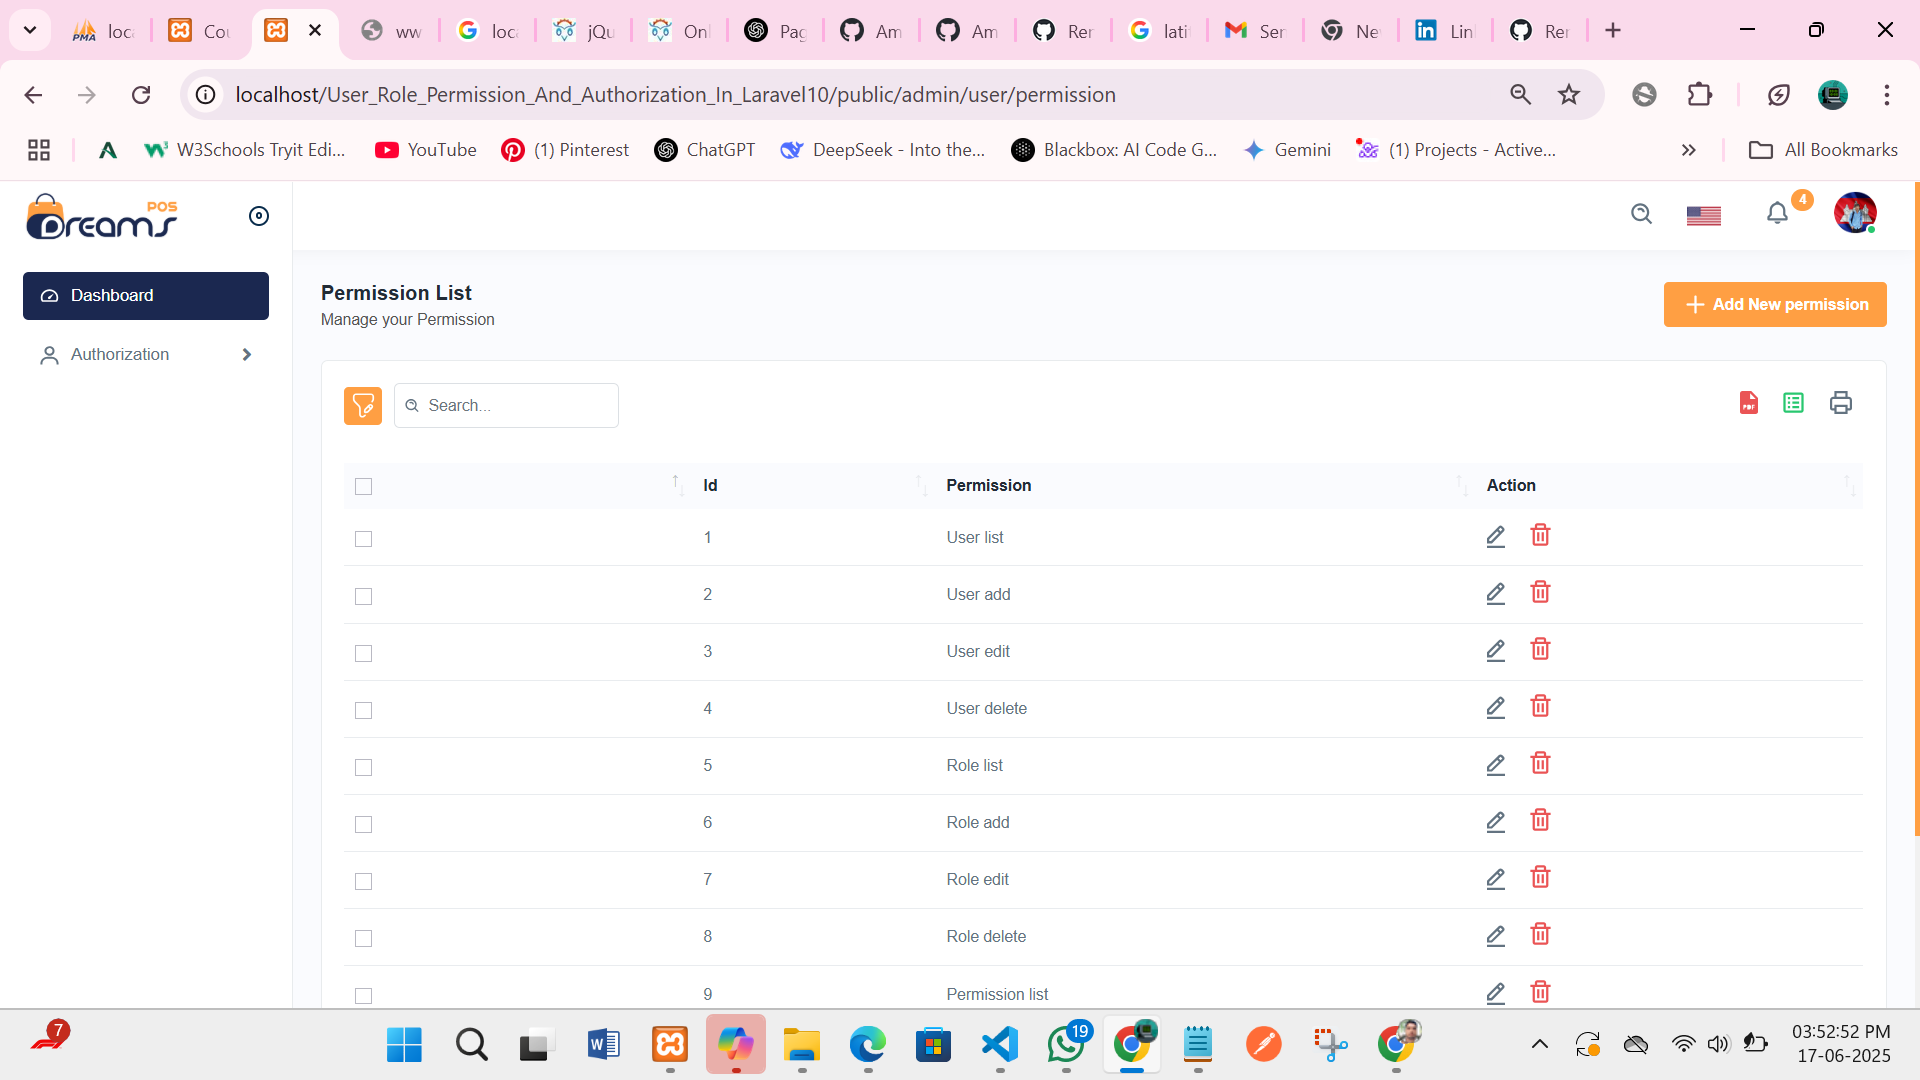 loca
Cou
ww
loca
jQu
Onl
Pag
Am
Am
Rer
lati
Ser
Nev
Lin
Rer
localhost/User_Role_Permission_And_Authorization_In_Laravel10/public/admin/user/permission
W3Schools Tryit Edi...
YouTube
(1) Pinterest
ChatGPT
DeepSeek - Into the...
Blackbox: AI Code G...
Gemini
(1) Projects - Active...
All Bookmarks
Dreams POS
4
Dashboard
Authorization
Permission List
Manage your Permission
Add New permission
Search...
PDF
Id Permission Action
1 User list
2 User add
3 User edit
4 User delete
5 Role list
6 Role add
7 Role edit
8 Role delete
9 Permission list
7
19
03:52:52 PM
17-06-2025